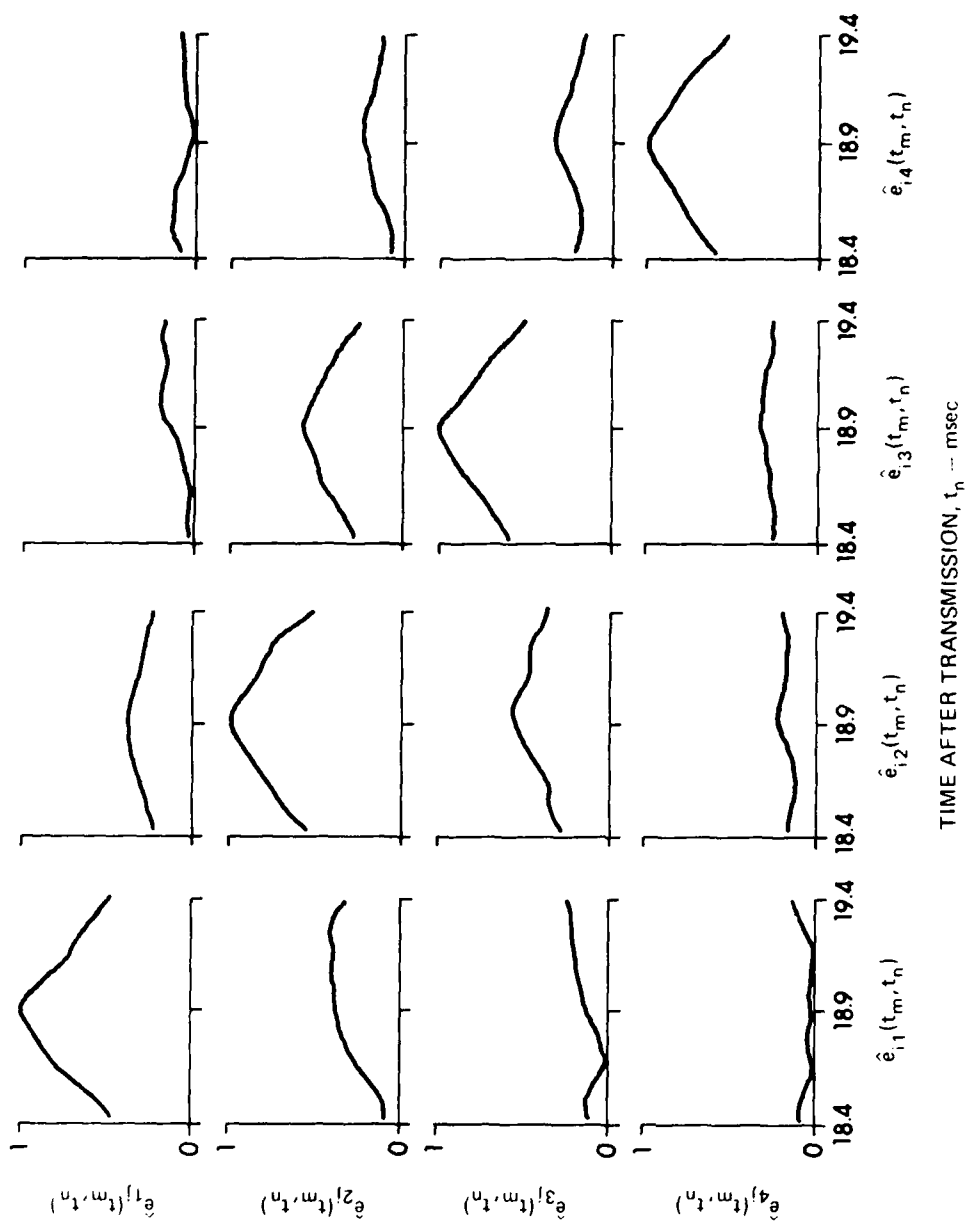 ê1j(tm, tn)
1
0
ê2j(tm, tn)
1
0
ê3j(tm, tn)
1
0
ê4j(tm, tn)
1
0
18.4 18.9 19.4 18.4 18.9 19.4 18.4 18.9 19.4 18.4 18.9 19.4
êi1(tm, tn) êi2(tm, tn) êi3(tm, tn) êi4(tm, tn)
TIME AFTER TRANSMISSION, tn — msec